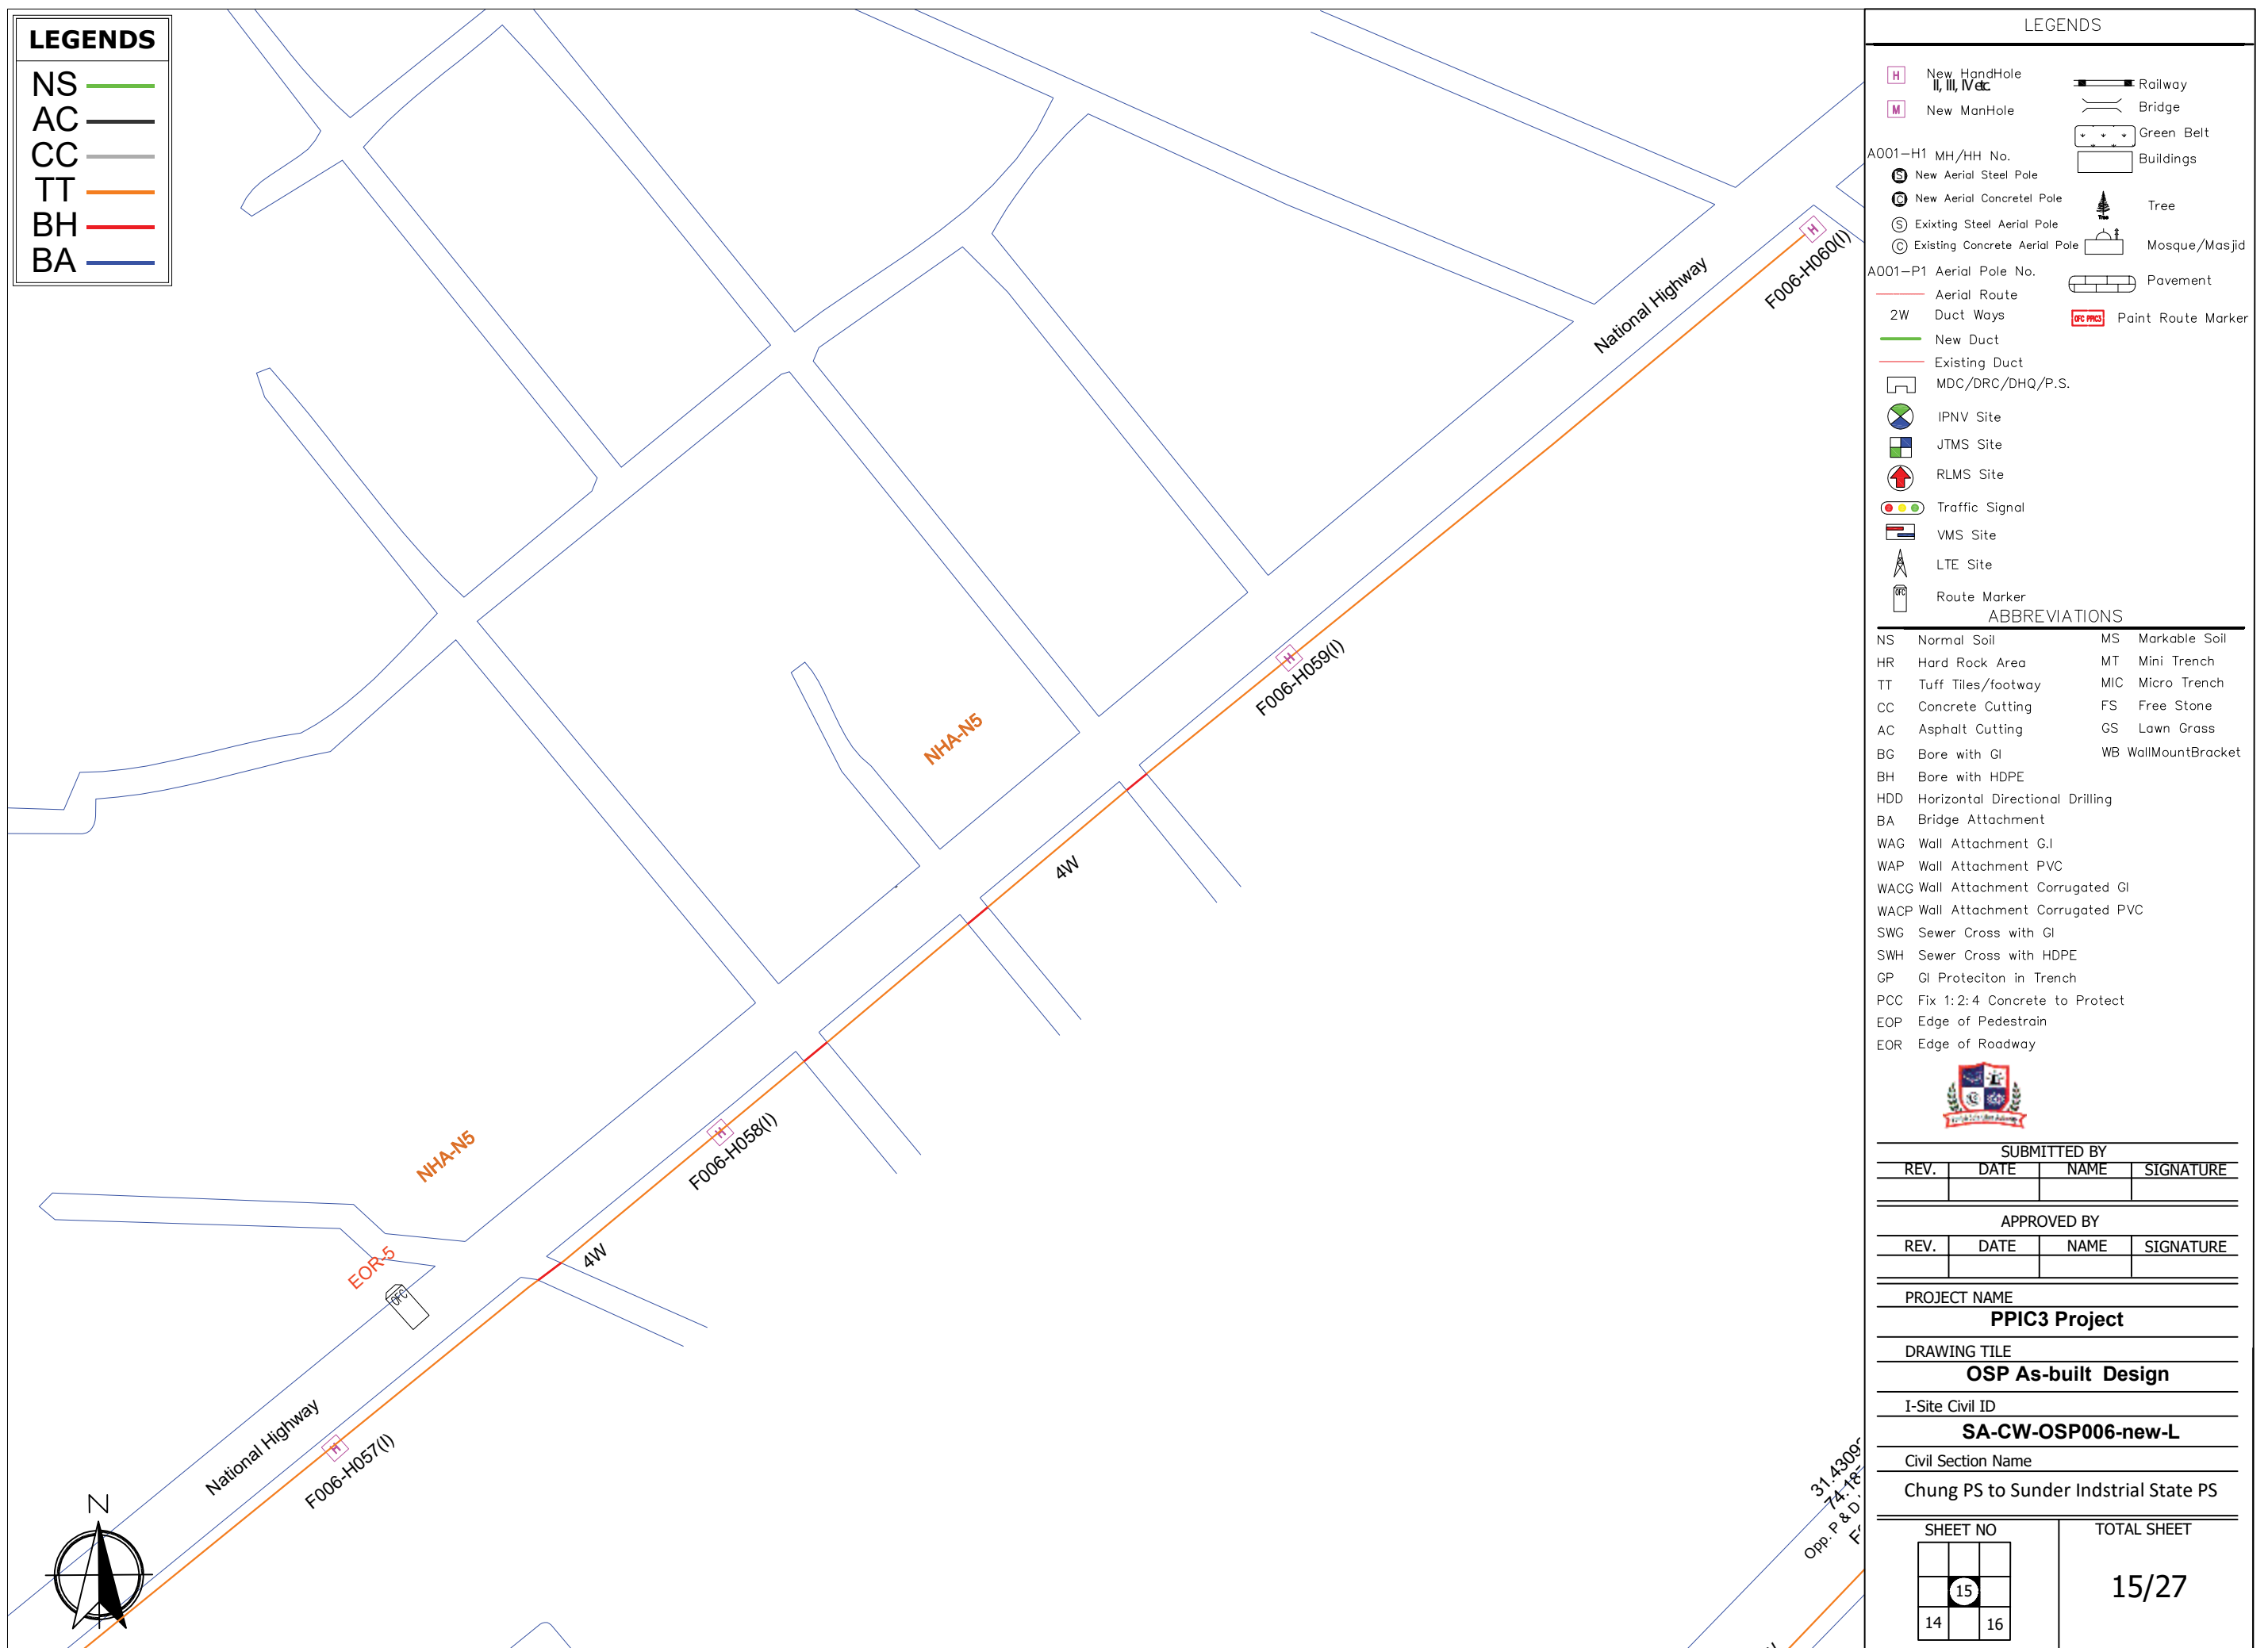 LEGENDS
NS
AC
CC
TT
BH
BA
National Highway
F006-H060(I)
F006-H059(I)
NHA-N5
4W
F006-H058(I)
NHA-N5
4W
EOR-5
OFC
National Highway
F006-H057(I)
N
Opp. P & D
LEGENDS
H New HandHole
II, III, IV etc.
M New ManHole
A001-H1 MH/HH No.
S New Aerial Steel Pole
C New Aerial Concretel Pole
S Exixting Steel Aerial Pole
C Existing Concrete Aerial Pole
A001-P1 Aerial Pole No.
Aerial Route
2W Duct Ways
New Duct
Existing Duct
MDC/DRC/DHQ/P.S.
IPNV Site
JTMS Site
RLMS Site
Traffic Signal
VMS Site
LTE Site
OFC Route Marker
Railway
Bridge
Green Belt
Buildings
Tree Tree
Mosque/Masjid
Pavement
OFC PPIC3 Paint Route Marker
ABBREVIATIONS
NS Normal Soil
HR Hard Rock Area
TT Tuff Tiles/footway
CC Concrete Cutting
AC Asphalt Cutting
BG Bore with GI
BH Bore with HDPE
HDD Horizontal Directional Drilling
BA Bridge Attachment
WAG Wall Attachment G.I
WAP Wall Attachment PVC
WACG Wall Attachment Corrugated GI
WACP Wall Attachment Corrugated PVC
SWG Sewer Cross with GI
SWH Sewer Cross with HDPE
GP GI Proteciton in Trench
PCC Fix 1:2:4 Concrete to Protect
EOP Edge of Pedestrain
EOR Edge of Roadway
MS Markable Soil
MT Mini Trench
MIC Micro Trench
FS Free Stone
GS Lawn Grass
WB WallMountBracket
SUBMITTED BY
REV. DATE NAME SIGNATURE
APPROVED BY
REV. DATE NAME SIGNATURE
PROJECT NAME
PPIC3 Project
DRAWING TILE
OSP As-built Design
I-Site Civil ID
SA-CW-OSP006-new-L
Civil Section Name
Chung PS to Sunder Indstrial State PS
SHEET NO
15
14 16
TOTAL SHEET
15/27